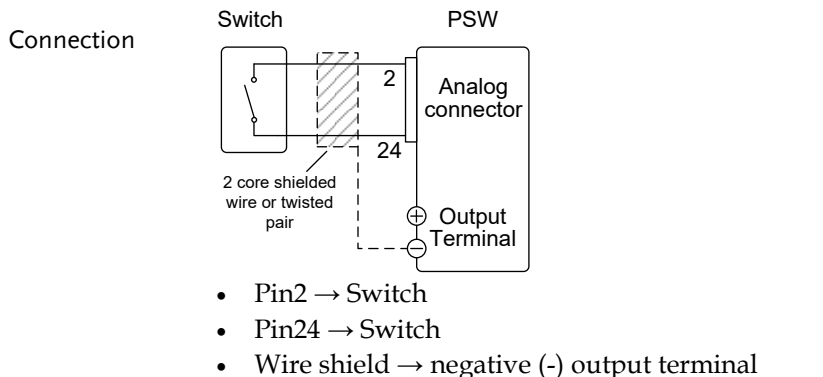 Connection
Switch
PSW
2
Analog
connector
24
2 core shielded
wire or twisted
pair
+
Output
Terminal
−
• Pin2 → Switch
• Pin24 → Switch
• Wire shield → negative (-) output terminal